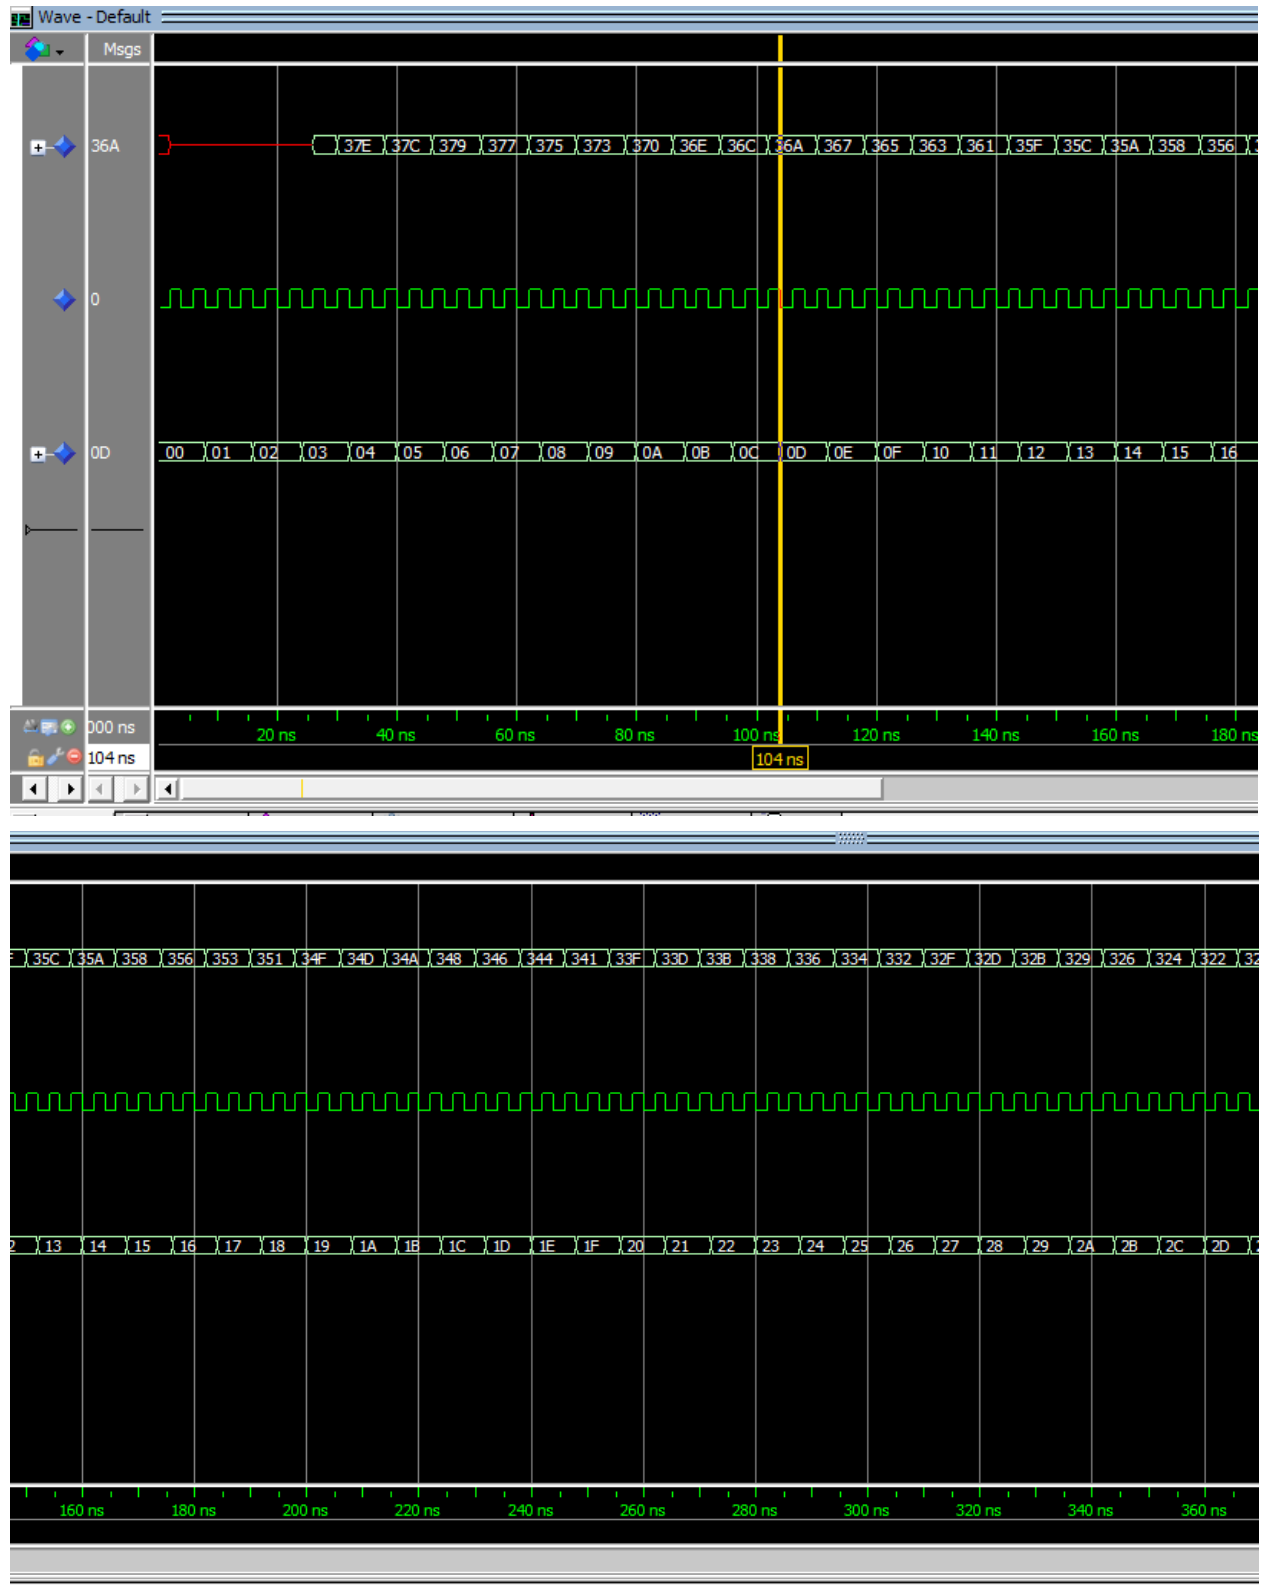 Wave - Default
Msgs
36A 37E 37C 379 377 375 373 370 36E 36C 36A 367 365 363 361 35F 35C 35A 358 356
0
0D 00 01 02 03 04 05 06 07 08 09 0A 0B 0C 0D 0E 0F 10 11 12 13 14 15 16
000 ns 20 ns 40 ns 60 ns 80 ns 100 ns 120 ns 140 ns 160 ns 180 ns
104 ns 104 ns
35C 35A 358 356 353 351 34F 34D 34A 348 346 344 341 33F 33D 33B 338 336 334 332 32F 32D 32B 329 326 324 322 32
2 13 14 15 16 17 18 19 1A 1B 1C 1D 1E 1F 20 21 22 23 24 25 26 27 28 29 2A 2B 2C 2D
160 ns 180 ns 200 ns 220 ns 240 ns 260 ns 280 ns 300 ns 320 ns 340 ns 360 ns